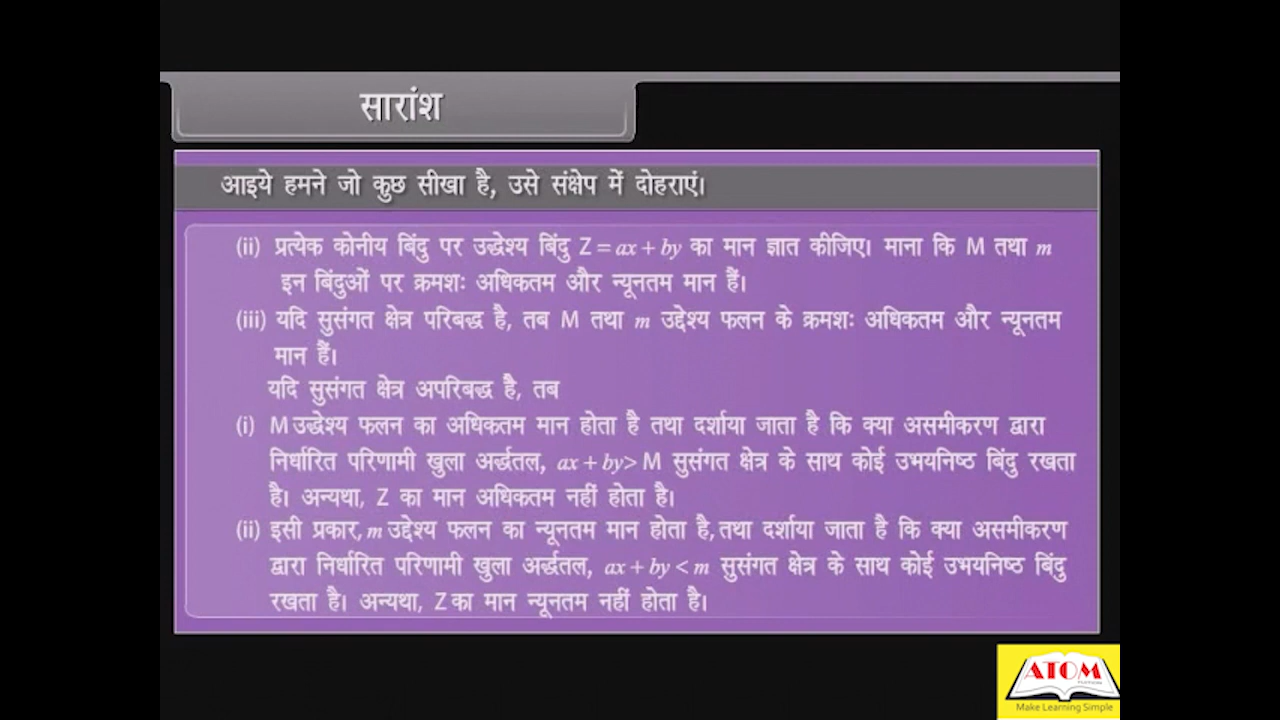 सारांश
आइये हमने जो कुछ सीखा है, उसे संक्षेप में दोहराएं।
(ii) प्रत्येक कोनीय बिंदु पर उद्धेश्य बिंदु Z = ax + by का मान ज्ञात कीजिए। माना कि M तथा m
इन बिंदुओं पर क्रमशः अधिकतम और न्यूनतम मान हैं।
(iii) यदि सुसंगत क्षेत्र परिबद्ध है, तब M तथा m उद्देश्य फलन के क्रमशः अधिकतम और न्यूनतम
मान हैं।
यदि सुसंगत क्षेत्र अपरिबद्ध है, तब
(i) M उद्धेश्य फलन का अधिकतम मान होता है तथा दर्शाया जाता है कि क्या असमीकरण द्वारा
निर्धारित परिणामी खुला अर्द्धतल, ax + by> M सुसंगत क्षेत्र के साथ कोई उभयनिष्ठ बिंदु रखता
है। अन्यथा, Z का मान अधिकतम नहीं होता है।
(ii) इसी प्रकार, m उद्देश्य फलन का न्यूनतम मान होता है, तथा दर्शाया जाता है कि क्या असमीकरण
द्वारा निर्धारित परिणामी खुला अर्द्धतल, ax + by < m सुसंगत क्षेत्र के साथ कोई उभयनिष्ठ बिंदु
रखता है। अन्यथा, Z का मान न्यूनतम नहीं होता है।
ATOM
Make Learning Simple